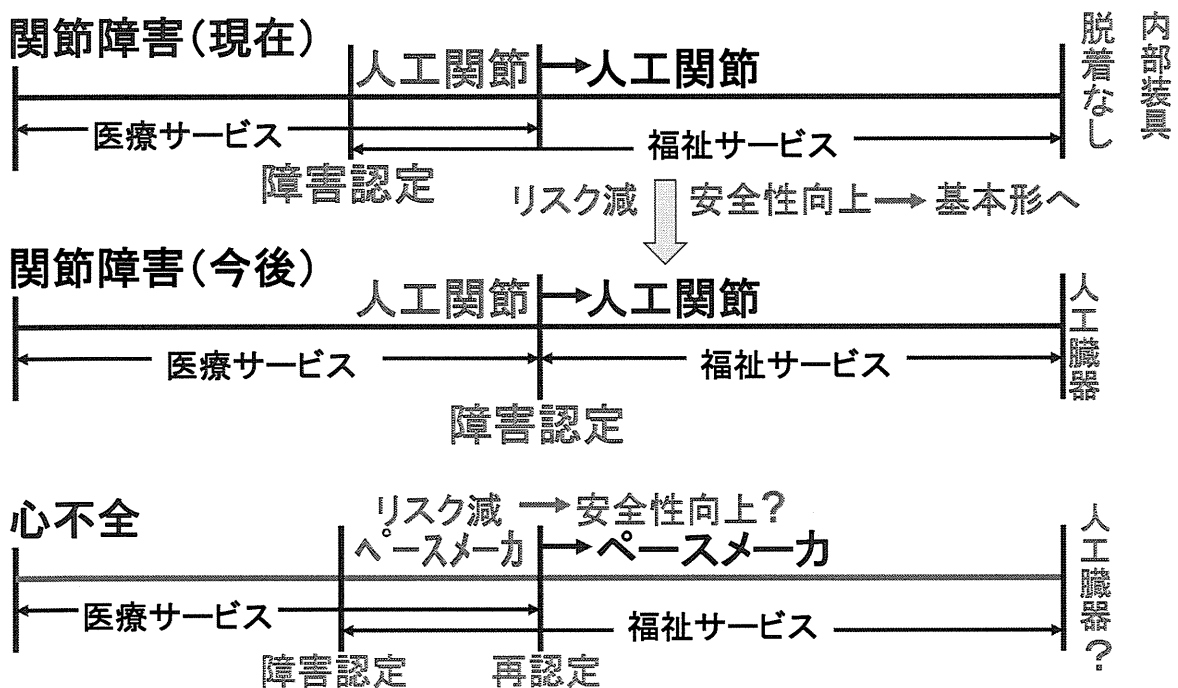 関節障害(現在)
人工関節
人工関節
医療サービス
福祉サービス
障害認定
脱着なし
内部装具
リスク減
安全性向上
基本形へ
関節障害(今後)
人工関節
人工関節
医療サービス
福祉サービス
障害認定
人工臓器
心不全
リスク減
安全性向上?
ペースメーカ
ペースメーカ
医療サービス
福祉サービス
障害認定
再認定
人工臓器?